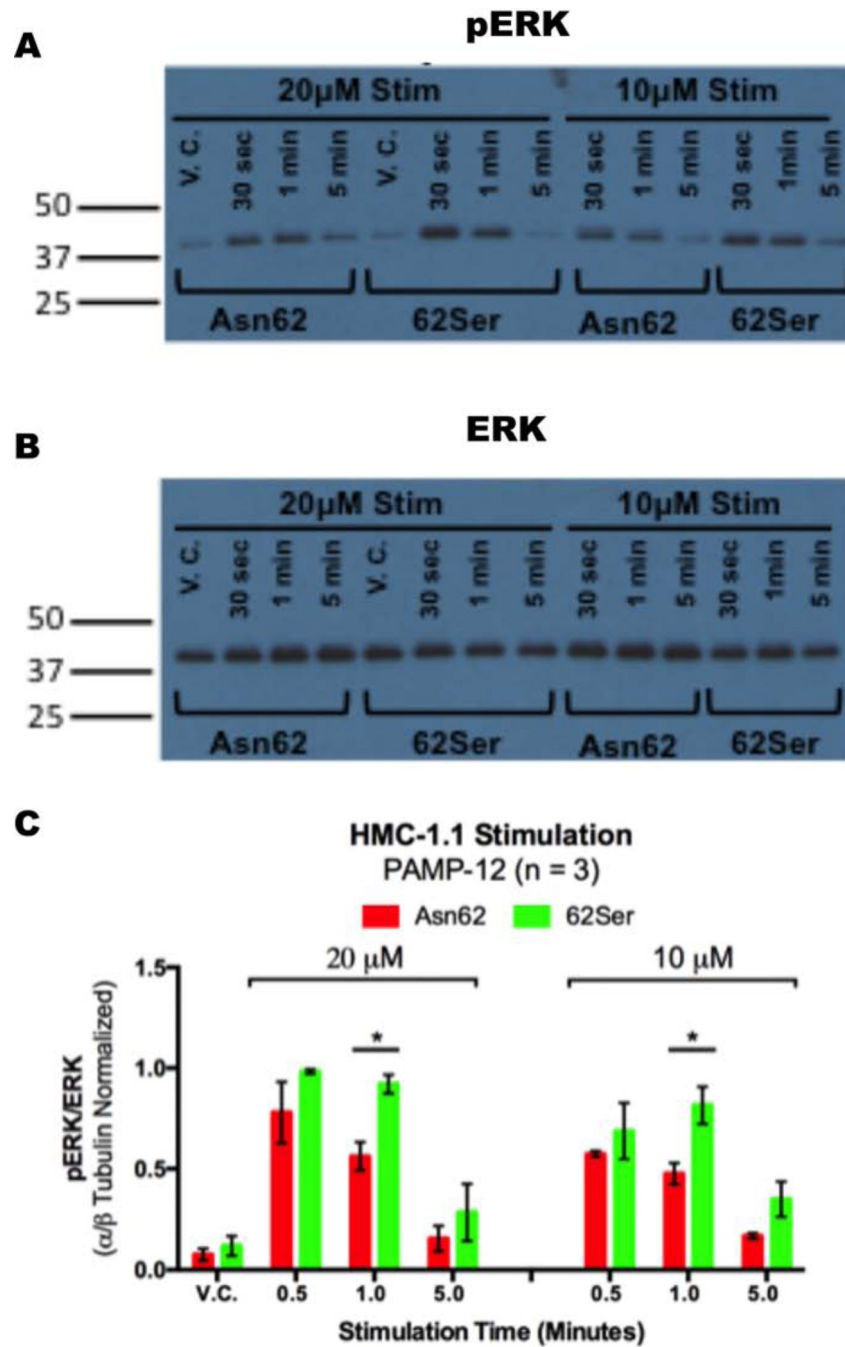 A
pERK
20μM Stim 10μM Stim
V. C. 30 sec 1 min 5 min V. C. 30 sec 1 min 5 min 30 sec 1 min 5 min 30 sec 1min 5 min
50
37
25
Asn62 62Ser Asn62 62Ser
B
ERK
20μM Stim 10μM Stim
V. C. 30 sec 1 min 5 min V. C. 30 sec 1 min 5 min 30 sec 1 min 5 min 30 sec 1min 5 min
50
37
25
Asn62 62Ser Asn62 62Ser
C
HMC-1.1 Stimulation
PAMP-12 (n = 3)
Asn62 62Ser
20 μM 10 μM
* *
pERK/ERK
(α/β Tubulin Normalized)
1.5
1.0
0.5
0.0
V.C. 0.5 1.0 5.0 0.5 1.0 5.0
Stimulation Time (Minutes)